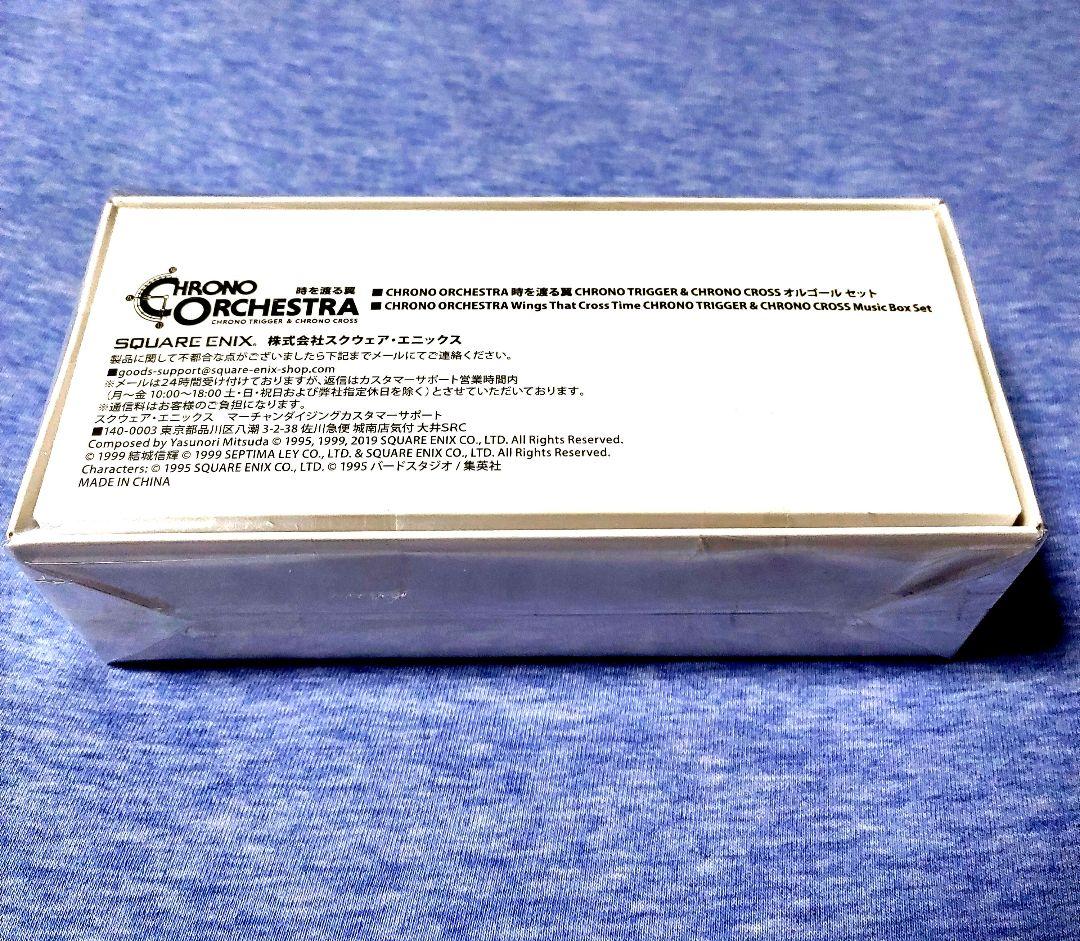 CHRONO
時を渡る翼
ORCHESTRA
CHRONO TRIGGER & CHRONO CROSS
■CHRONO ORCHESTRA 時を渡る翼 CHRONO TRIGGER & CHRONO CROSS オルゴール セット
■CHRONO ORCHESTRA Wings That Cross Time CHRONO TRIGGER & CHRONO CROSS Music Box Set
SQUARE ENIX® 株式会社スクウェア・エニックス
製品に関して不都合な点がございましたら下記までメールにてご連絡ください。
■goods-support@square-enix-shop.com
※メールは24時間受け付けておりますが、返信はカスタマーサポート営業時間内
(月～金 10:00～18:00 土・日・祝日および弊社指定休日を除く)とさせていただいております。
※通信料はお客様のご負担になります。
スクウェア・エニックス マーチャンダイジングカスタマーサポート
■140-0003 東京都品川区八潮 3-2-38 佐川急便 城南店気付 大井SRC
Composed by Yasunori Mitsuda © 1995, 1999, 2019 SQUARE ENIX CO., LTD. All Rights Reserved.
© 1999 結城信輝 © 1999 SEPTIMA LEY CO., LTD. & SQUARE ENIX CO., LTD. All Rights Reserved.
Characters: © 1995 SQUARE ENIX CO., LTD. © 1995 バードスタジオ / 集英社
MADE IN CHINA